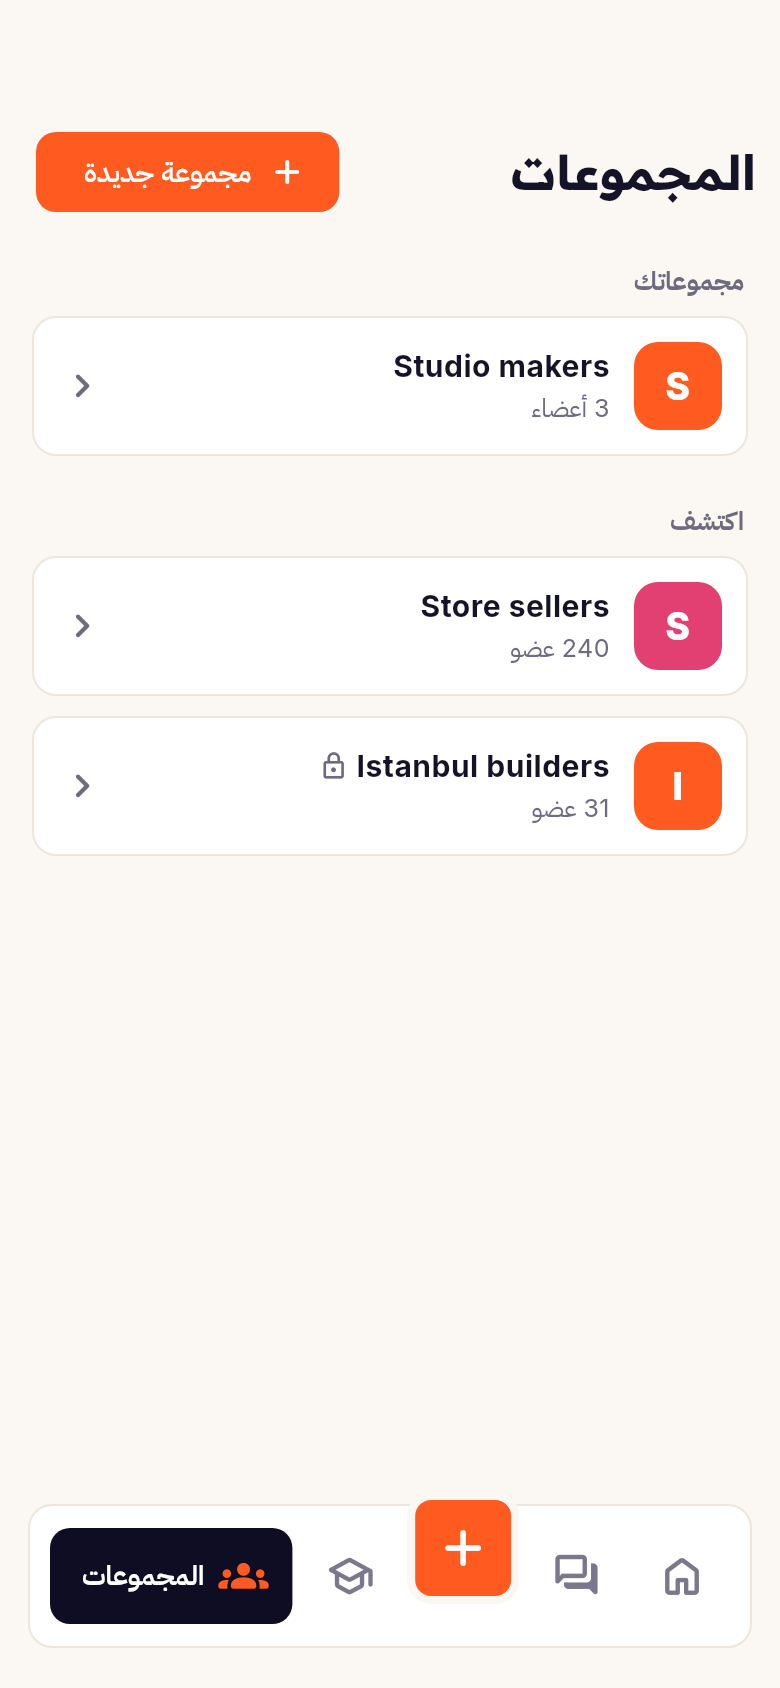 المجموعات
مجموعة جديدة
مجموعاتك
S
Studio makers
3 أعضاء
اكتشف
S
Store sellers
240 عضو
I
Istanbul builders
31 عضو
المجموعات